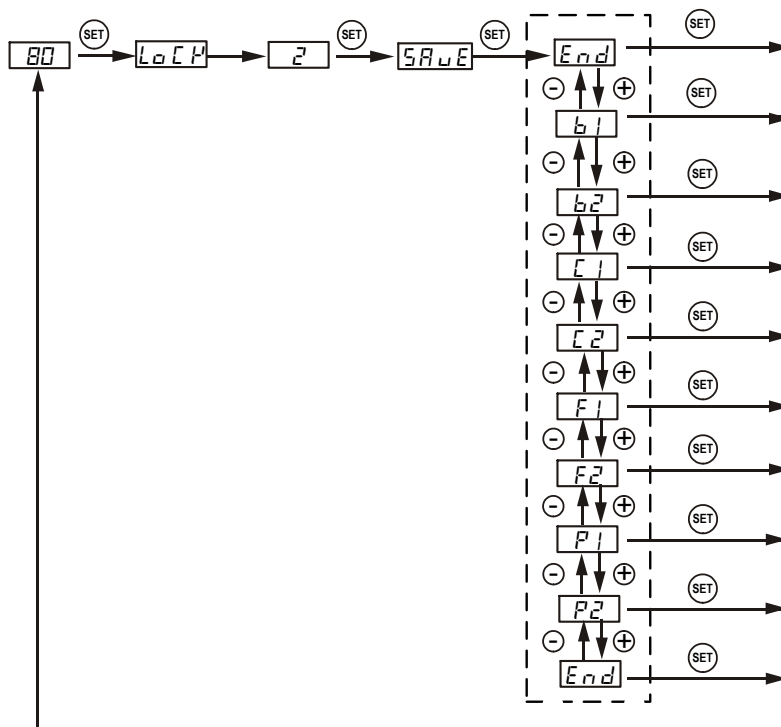 SET SET SET SET
80 LoCK 2 SAvE End
- + SET
b1
- + SET
b2
- + SET
C1
- + SET
C2
- + SET
F1
- + SET
F2
- + SET
P1
- + SET
P2
- + SET
End